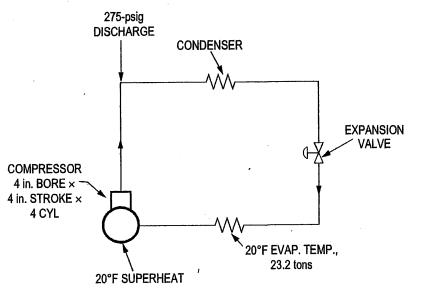 275-psig
DISCHARGE
CONDENSER
EXPANSION
VALVE
COMPRESSOR
4 in. BORE ×
4 in. STROKE ×
4 CYL
20°F EVAP. TEMP.,
23.2 tons
20°F SUPERHEAT